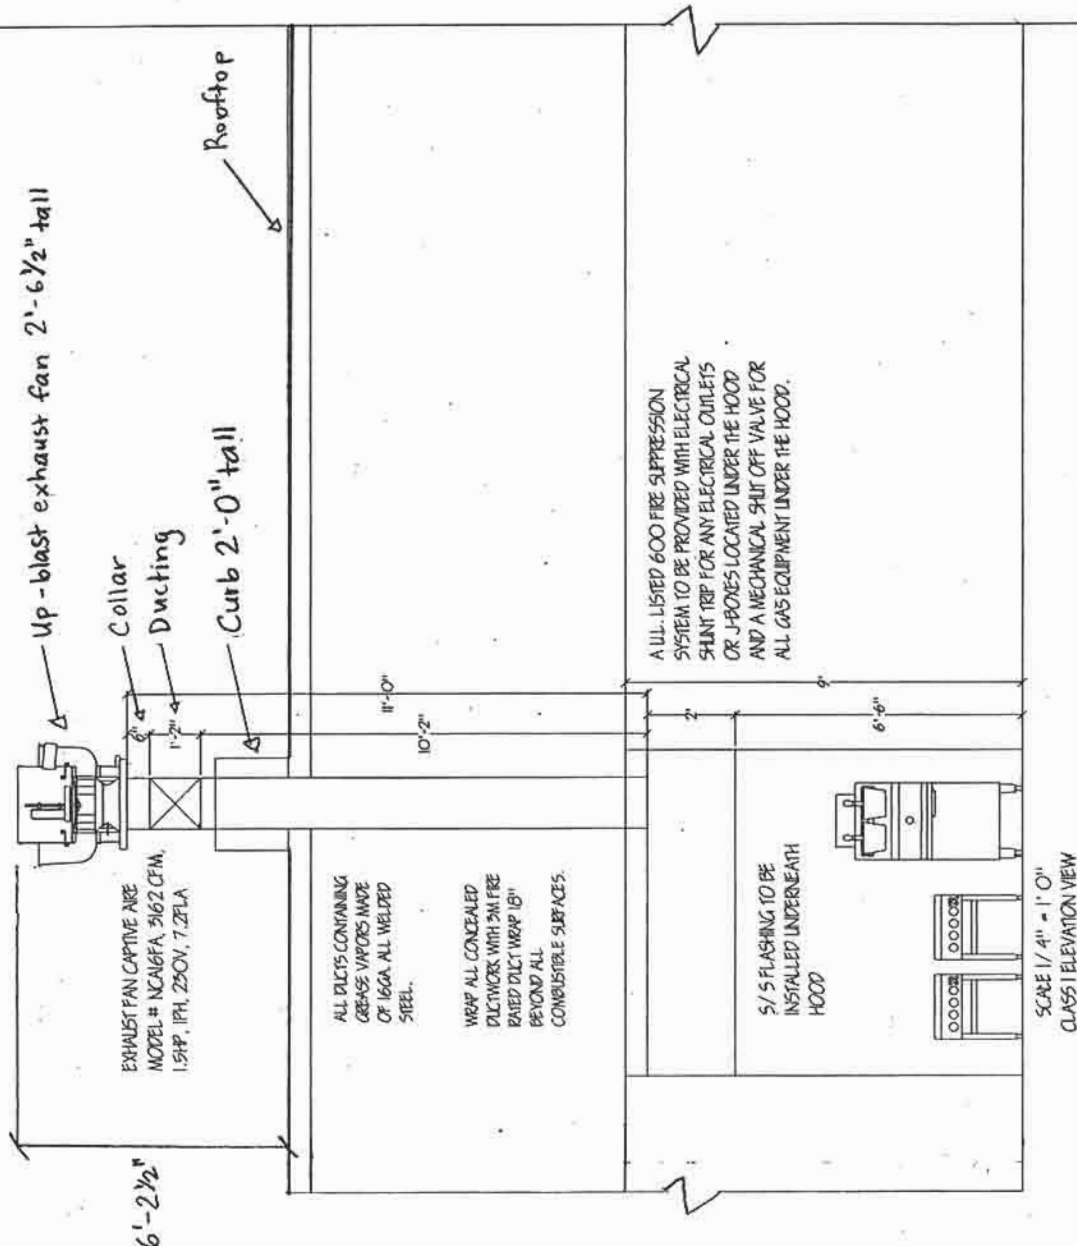 Up-blast exhaust fan 2'-6 1/2" tall
Collar
Ducting
Curb 2'-0" tall
Rooftop
6"
1'-2"
11'-0"
10'-2"
2'
9'
6'-6"
6'-2 1/2"
EXHAUST FAN CAPTIVE AIRE
MODEL # NCA16FA, 3162 CFM,
1.5HP, 1PH, 230V, 7.2FLA
ALL DUCTS CONTAINING
GREASE VAPORS MADE
OF 16GA. ALL WELDED
STEEL.
WRAP ALL CONCEALED
DUCTWORK WITH 3M FIRE
RATED DUCT WRAP 18"
BEYOND ALL
COMBUSTIBLE SURFACES.
A U.L. LISTED 600 FIRE SUPPRESSION
SYSTEM TO BE PROVIDED WITH ELECTRICAL
SHUNT TRIP FOR ANY ELECTRICAL OUTLETS
OR J-BOXES LOCATED UNDER THE HOOD
AND A MECHANICAL SHUT OFF VALVE FOR
ALL GAS EQUIPMENT UNDER THE HOOD.
S/S FLASHING TO BE
INSTALLED UNDERNEATH
HOOD
SCALE 1/4" = 1' 0"
CLASS 1 ELEVATION VIEW